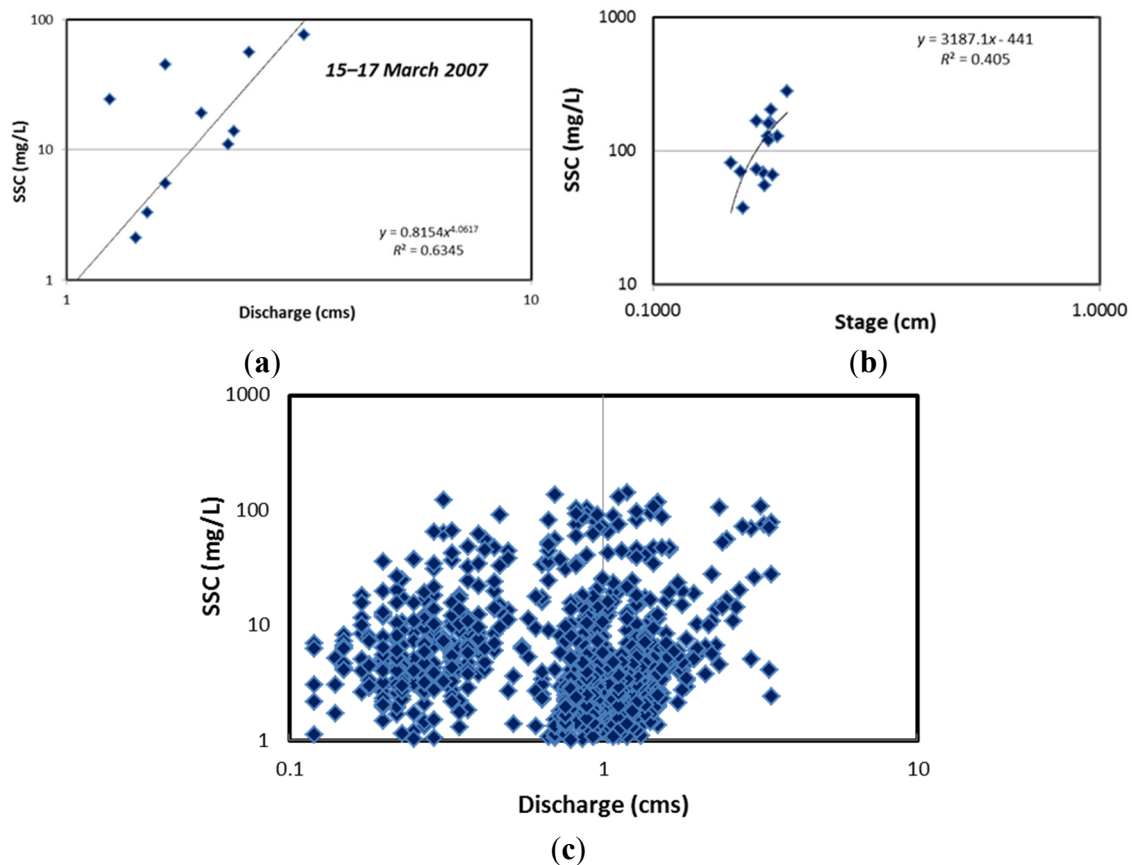 100
10
1
SSC (mg/L)
15–17 March 2007
y = 0.8154x^4.0617
R² = 0.6345
1
10
Discharge (cms)
(a)
1000
100
10
SSC (mg/L)
y = 3187.1x - 441
R² = 0.405
0.1000
1.0000
Stage (cm)
(b)
1000
100
10
1
SSC (mg/L)
0.1
1
10
Discharge (cms)
(c)